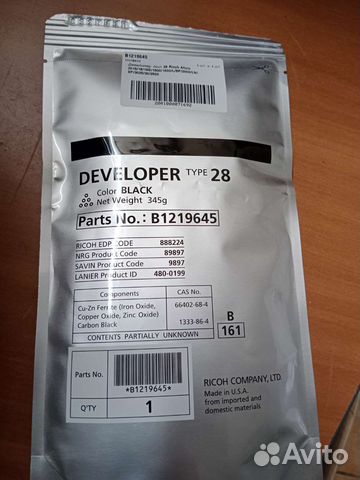 B1219645
DEVELOPER TYPE 28
Color BLACK
Net Weight 345g
Parts No.: B1219645
RICOH EDP CODE 888224
NRG Product Code 89897
SAVIN Product Code 9897
LANIER Product ID 480-0199
Components CAS No.
Cu-Zn Ferrite (Iron Oxide, 66402-68-4
Copper Oxide, Zinc Oxide)
Carbon Black 1333-86-4
CONTENTS PARTIALLY UNKNOWN
B
161
Parts No.
*B1219645*
Q'TY 1
RICOH COMPANY, LTD.
Made in U.S.A.
from imported and
domestic materials
Avito